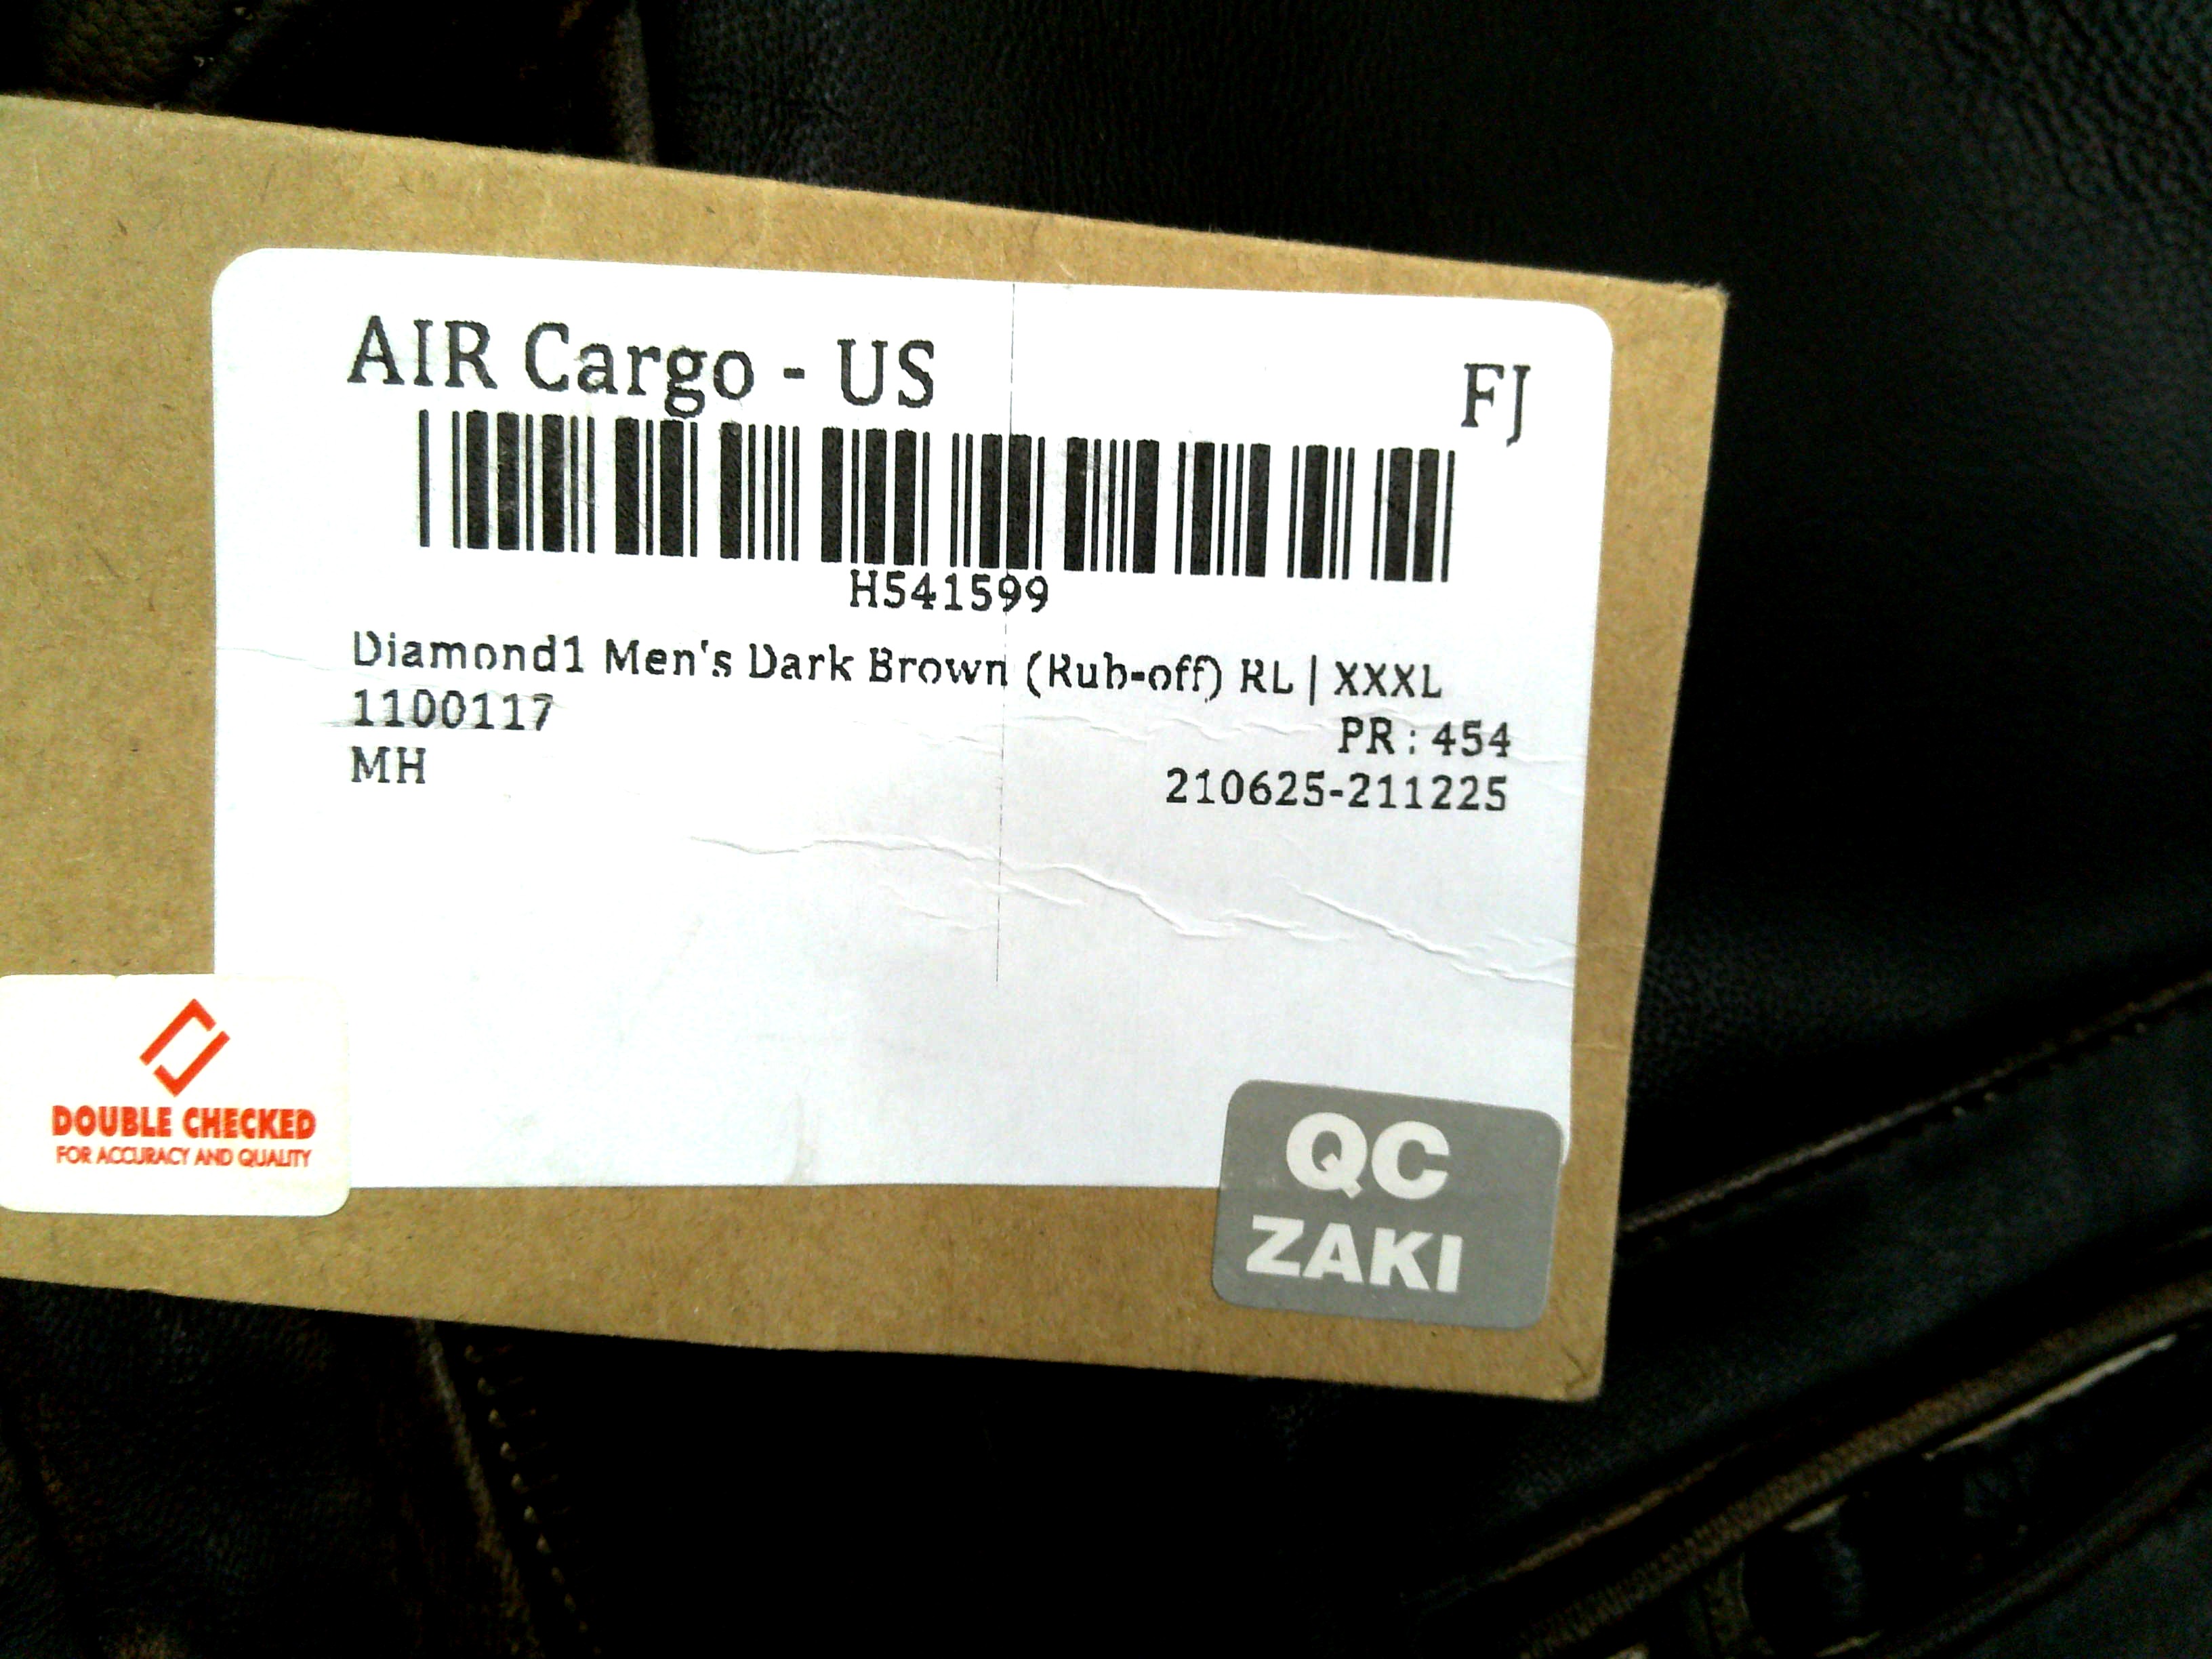 AIR Cargo - US
FJ
H541599
Diamond1 Men's Dark Brown (Rub-off) RL | XXXL
1100117
PR : 454
MH
210625-211225
DOUBLE CHECKED
FOR ACCURACY AND QUALITY
QC
ZAKI